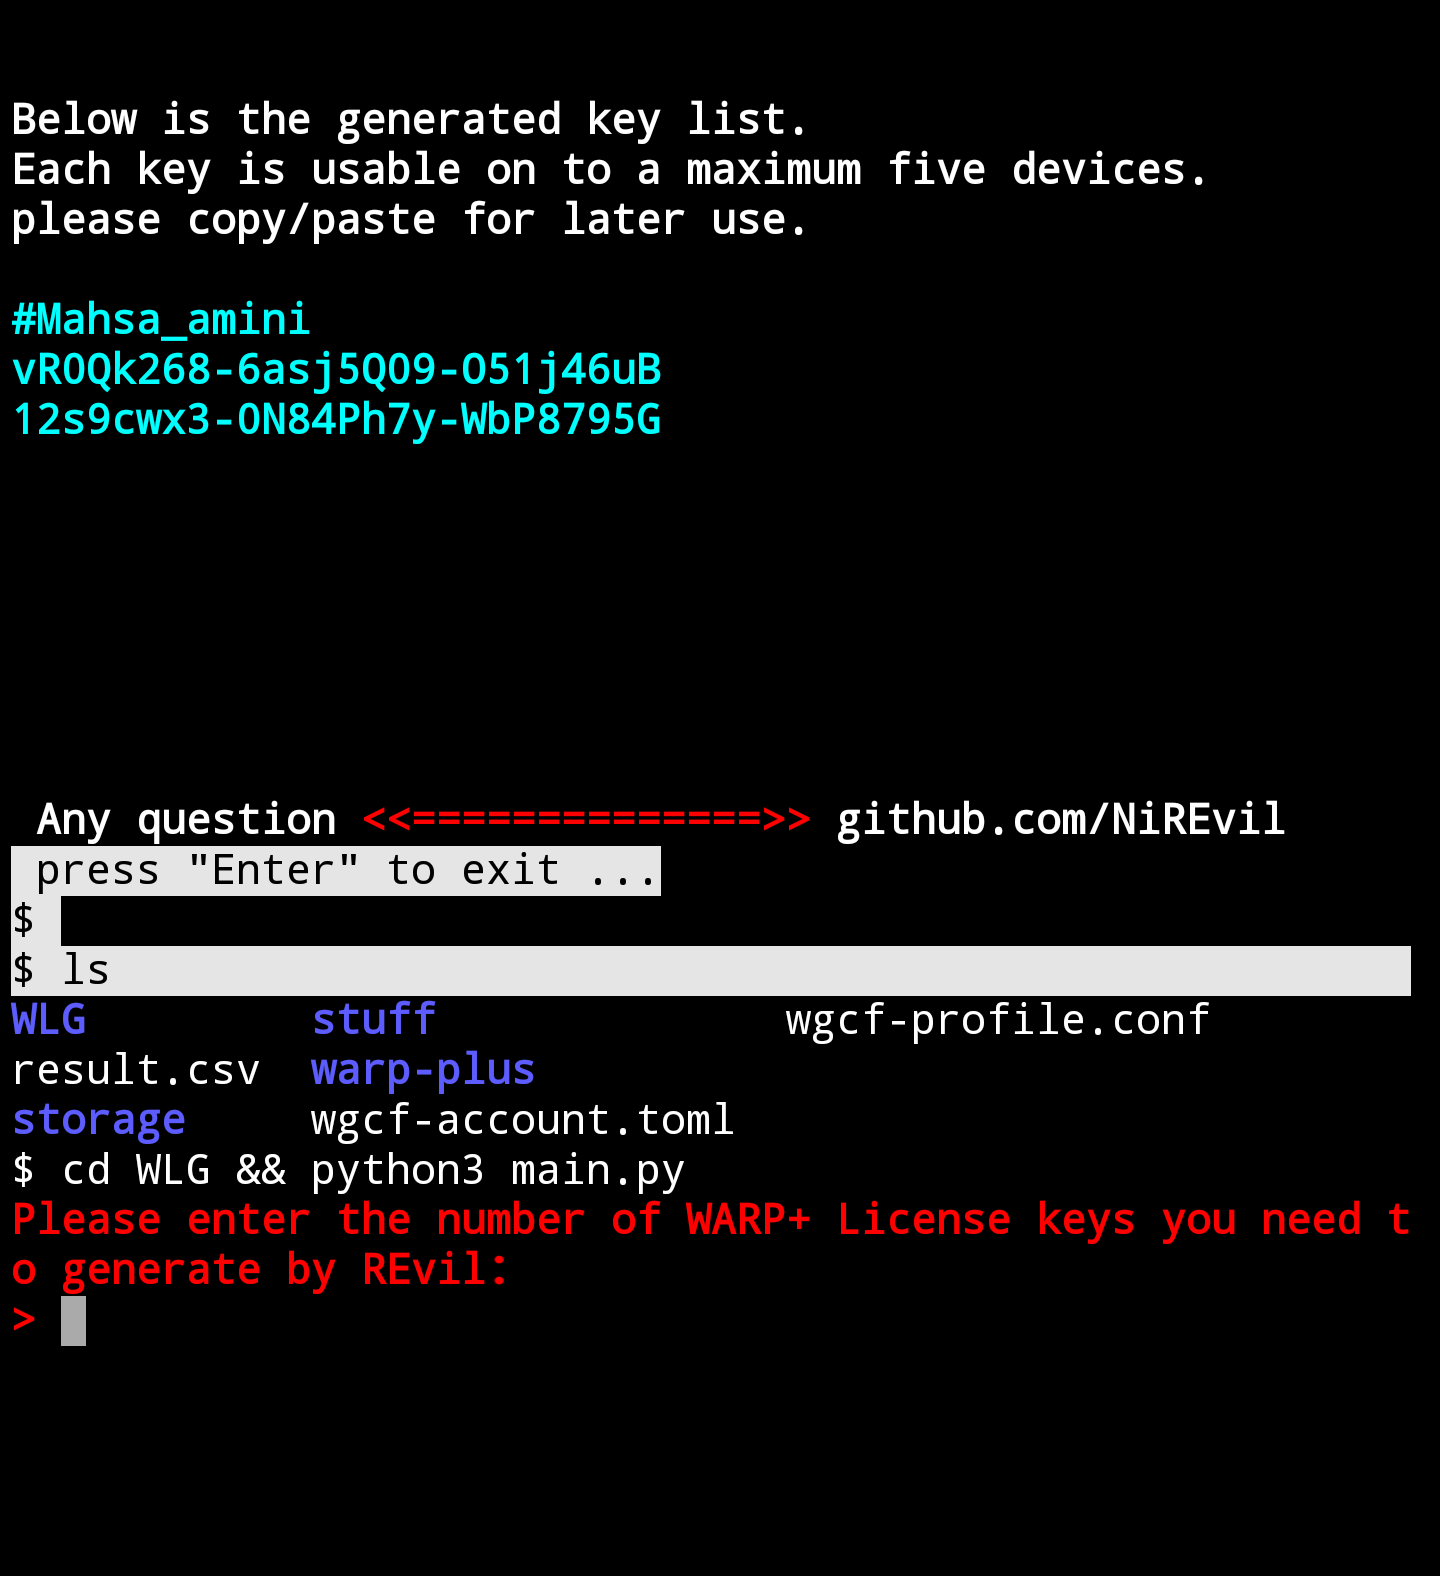 Below is the generated key list.
Each key is usable on to a maximum five devices.
please copy/paste for later use.
#Mahsa_amini
vR0Qk268-6asj5Q09-O51j46uB
12s9cwx3-0N84Ph7y-WbP8795G
Any question <<==============>> github.com/NiREvil
press "Enter" to exit ...
$
$ ls
WLG stuff wgcf-profile.conf
result.csv warp-plus
storage wgcf-account.toml
$ cd WLG && python3 main.py
Please enter the number of WARP+ License keys you need t
o generate by REvil:
>